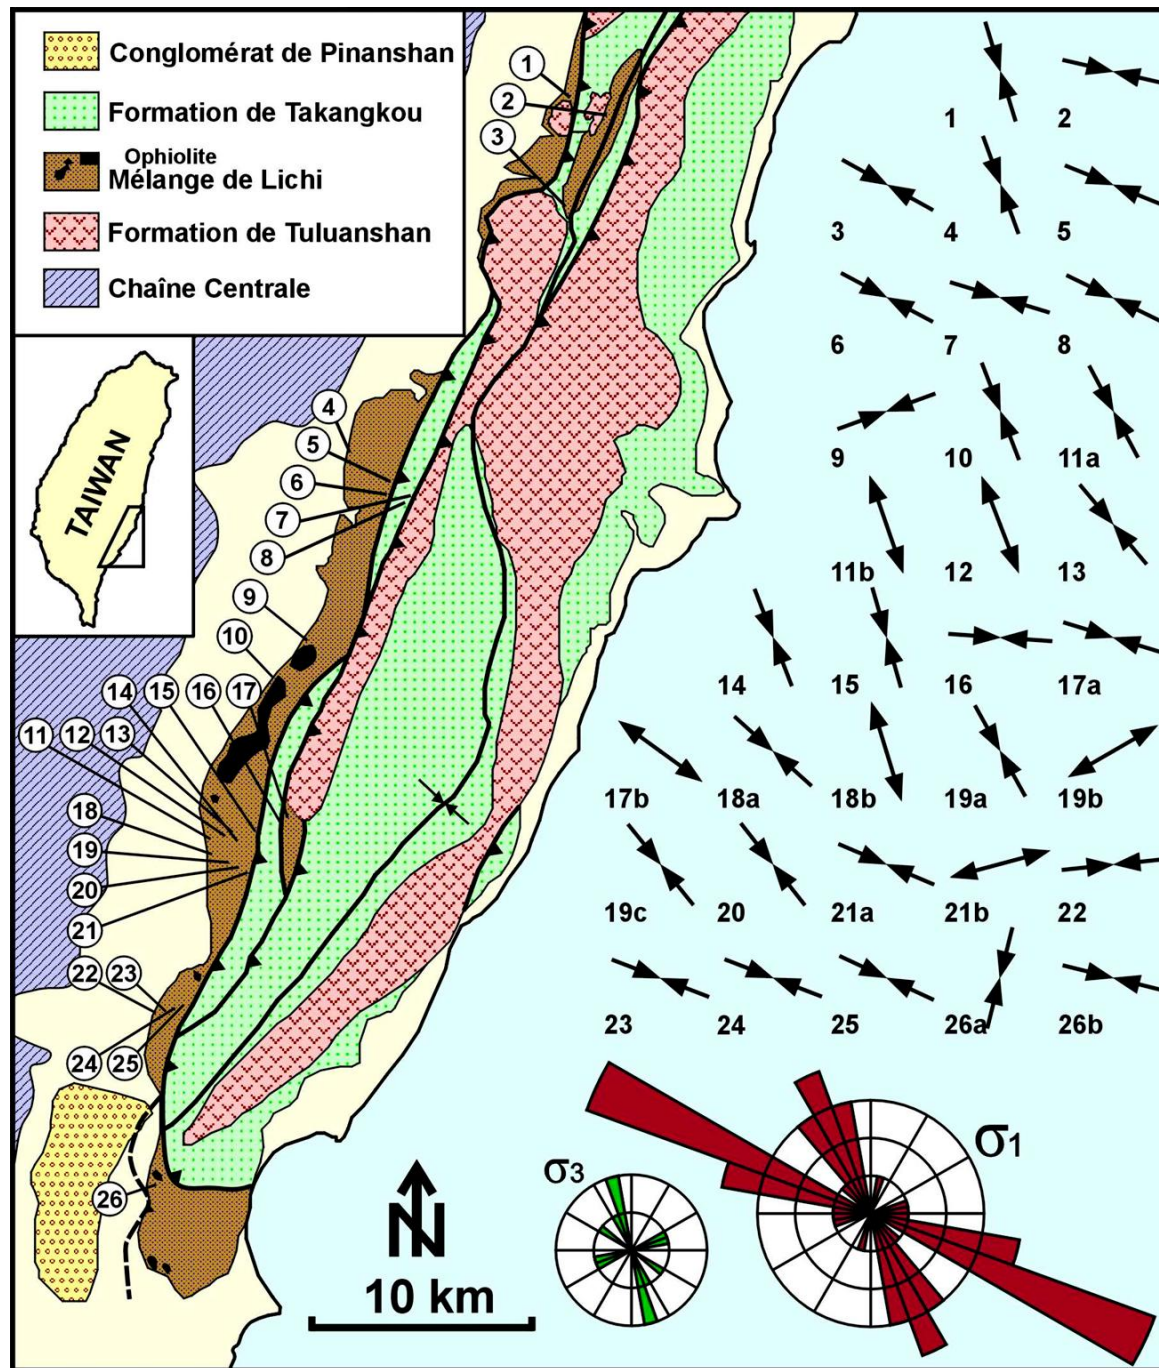 Conglomérat de Pinanshan
Formation de Takangkou
Ophiolite
Mélange de Lichi
Formation de Tuluanshan
Chaîne Centrale
TAIWAN
1
2
3
4
5
6
7
8
9
10
14 15 16 17
11 12 13
18
19
20
21
22 23
24 25
26
1 2
3 4 5
6 7 8
9 10 11a
11b 12 13
14 15 16 17a
17b 18a 18b 19a 19b
19c 20 21a 21b 22
23 24 25 26a 26b
σ3
σ1
N
10 km